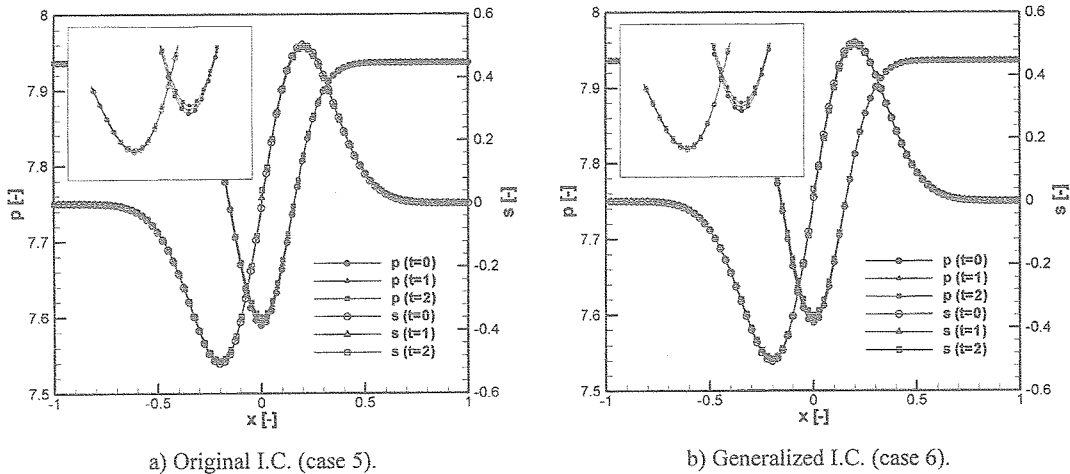 8
7.9
7.8
7.7
7.6
7.5
p [-]
0.6
0.4
0.2
0
-0.2
-0.4
-0.6
s [-]
-1
-0.5
0
0.5
1
x [-]
p (t=0)
p (t=1)
p (t=2)
s (t=0)
s (t=1)
s (t=2)
a) Original I.C. (case 5).
8
7.9
7.8
7.7
7.6
7.5
p [-]
0.6
0.4
0.2
0
-0.2
-0.4
-0.6
s [-]
-1
-0.5
0
0.5
1
x [-]
p (t=0)
p (t=1)
p (t=2)
s (t=0)
s (t=1)
s (t=2)
b) Generalized I.C. (case 6).